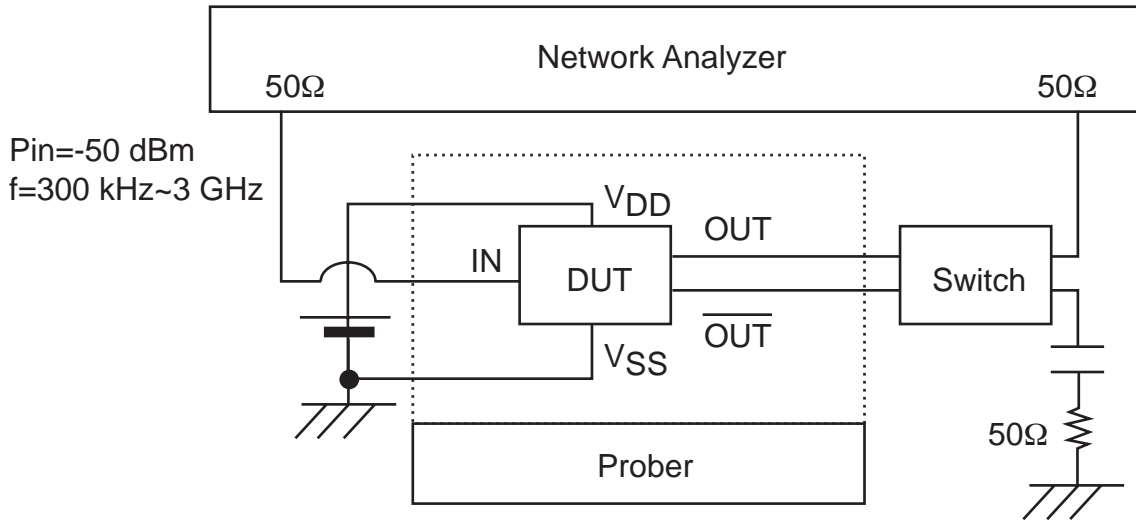 Network Analyzer
50Ω
50Ω
Pin=-50 dBm
f=300 kHz~3 GHz
VDD
OUT
IN
DUT
Switch
OUT
VSS
50Ω
Prober